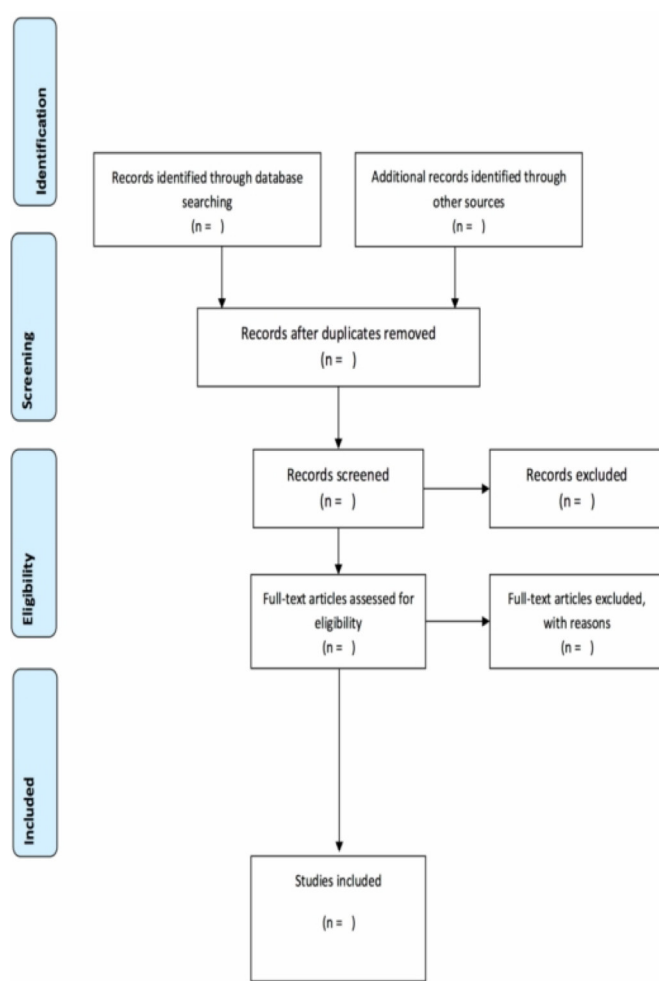 Identification
Records identified through database
searching
(n =   )
Additional records identified through
other sources
(n =   )
Screening
Records after duplicates removed
(n =   )
Eligibility
Records screened
(n =   )
Records excluded
(n =   )
Full-text articles assessed for
eligibility
(n =   )
Full-text articles excluded,
with reasons
(n =   )
Included
Studies included
(n =   )